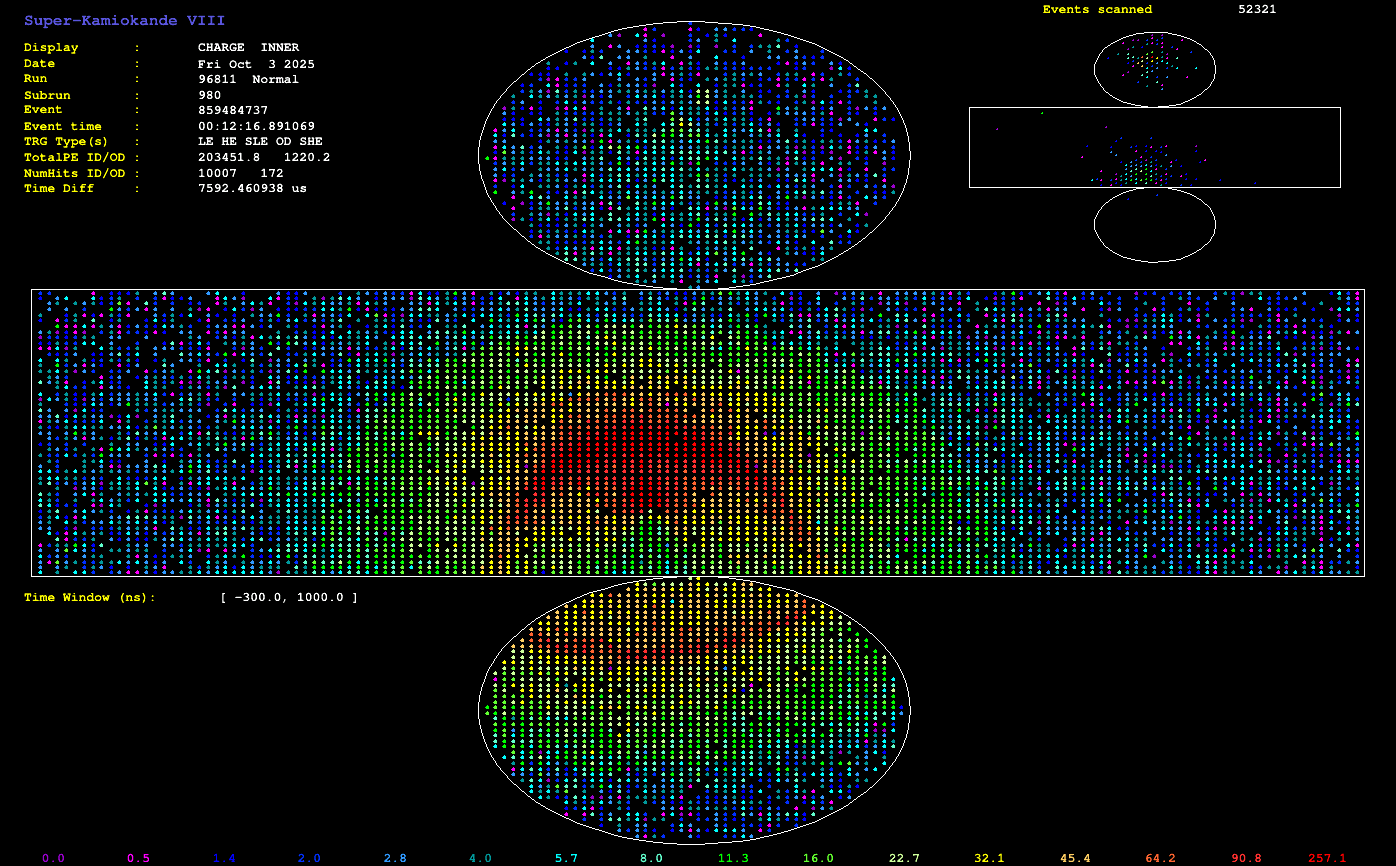 Super-Kamiokande VIII
Display : CHARGE INNER
Date : Fri Oct 3 2025
Run : 96811 Normal
Subrun : 980
Event : 859484737
Event time : 00:12:16.891069
TRG Type(s) : LE HE SLE OD SHE
TotalPE ID/OD : 203451.8 1220.2
NumHits ID/OD : 10007 172
Time Diff : 7592.460938 us
Events scanned 52321
Time Window (ns): [ -300.0, 1000.0 ]
0.0 0.5 1.4 2.0 2.8 4.0 5.7 8.0 11.3 16.0 22.7 32.1 45.4 64.2 90.8 257.1